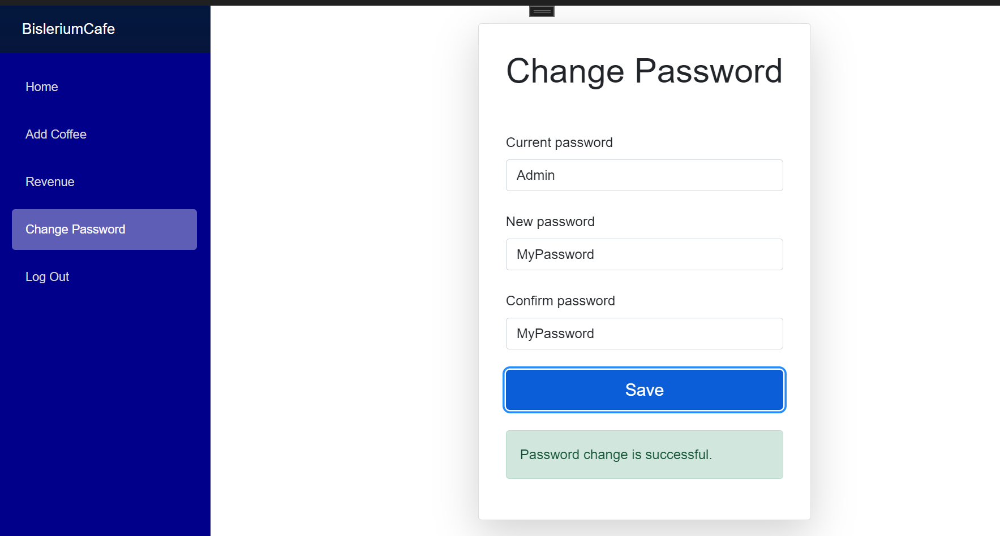 BisleriumCafe
Home
Add Coffee
Revenue
Change Password
Log Out
Change Password
Current password
Admin
New password
MyPassword
Confirm password
MyPassword
Save
Password change is successful.